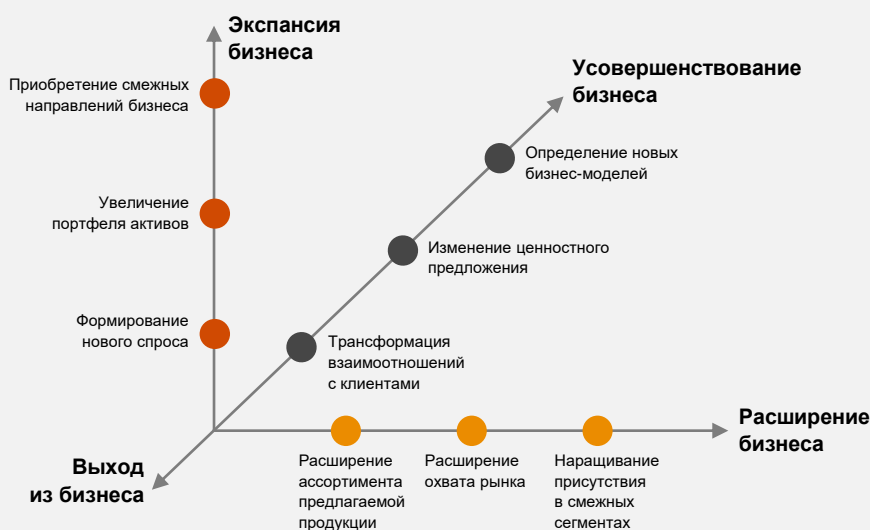 Экспансия
бизнеса
Усовершенствование
бизнеса
Приобретение смежных
направлений бизнеса
Определение новых
бизнес-моделей
Увеличение
портфеля активов
Изменение ценностного
предложения
Формирование
нового спроса
Трансформация
взаимоотношений
с клиентами
Расширение
бизнеса
Выход
из бизнеса
Расширение
ассортимента
предлагаемой
продукции
Расширение
охвата рынка
Наращивание
присутствия
в смежных
сегментах